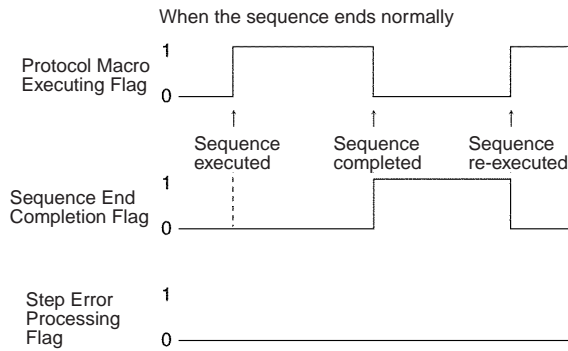 When the sequence ends normally
1
Protocol Macro
Executing Flag
0
Sequence
executed
Sequence
completed
Sequence
re-executed
1
Sequence End
Completion Flag
0
1
Step Error
Processing
Flag
0